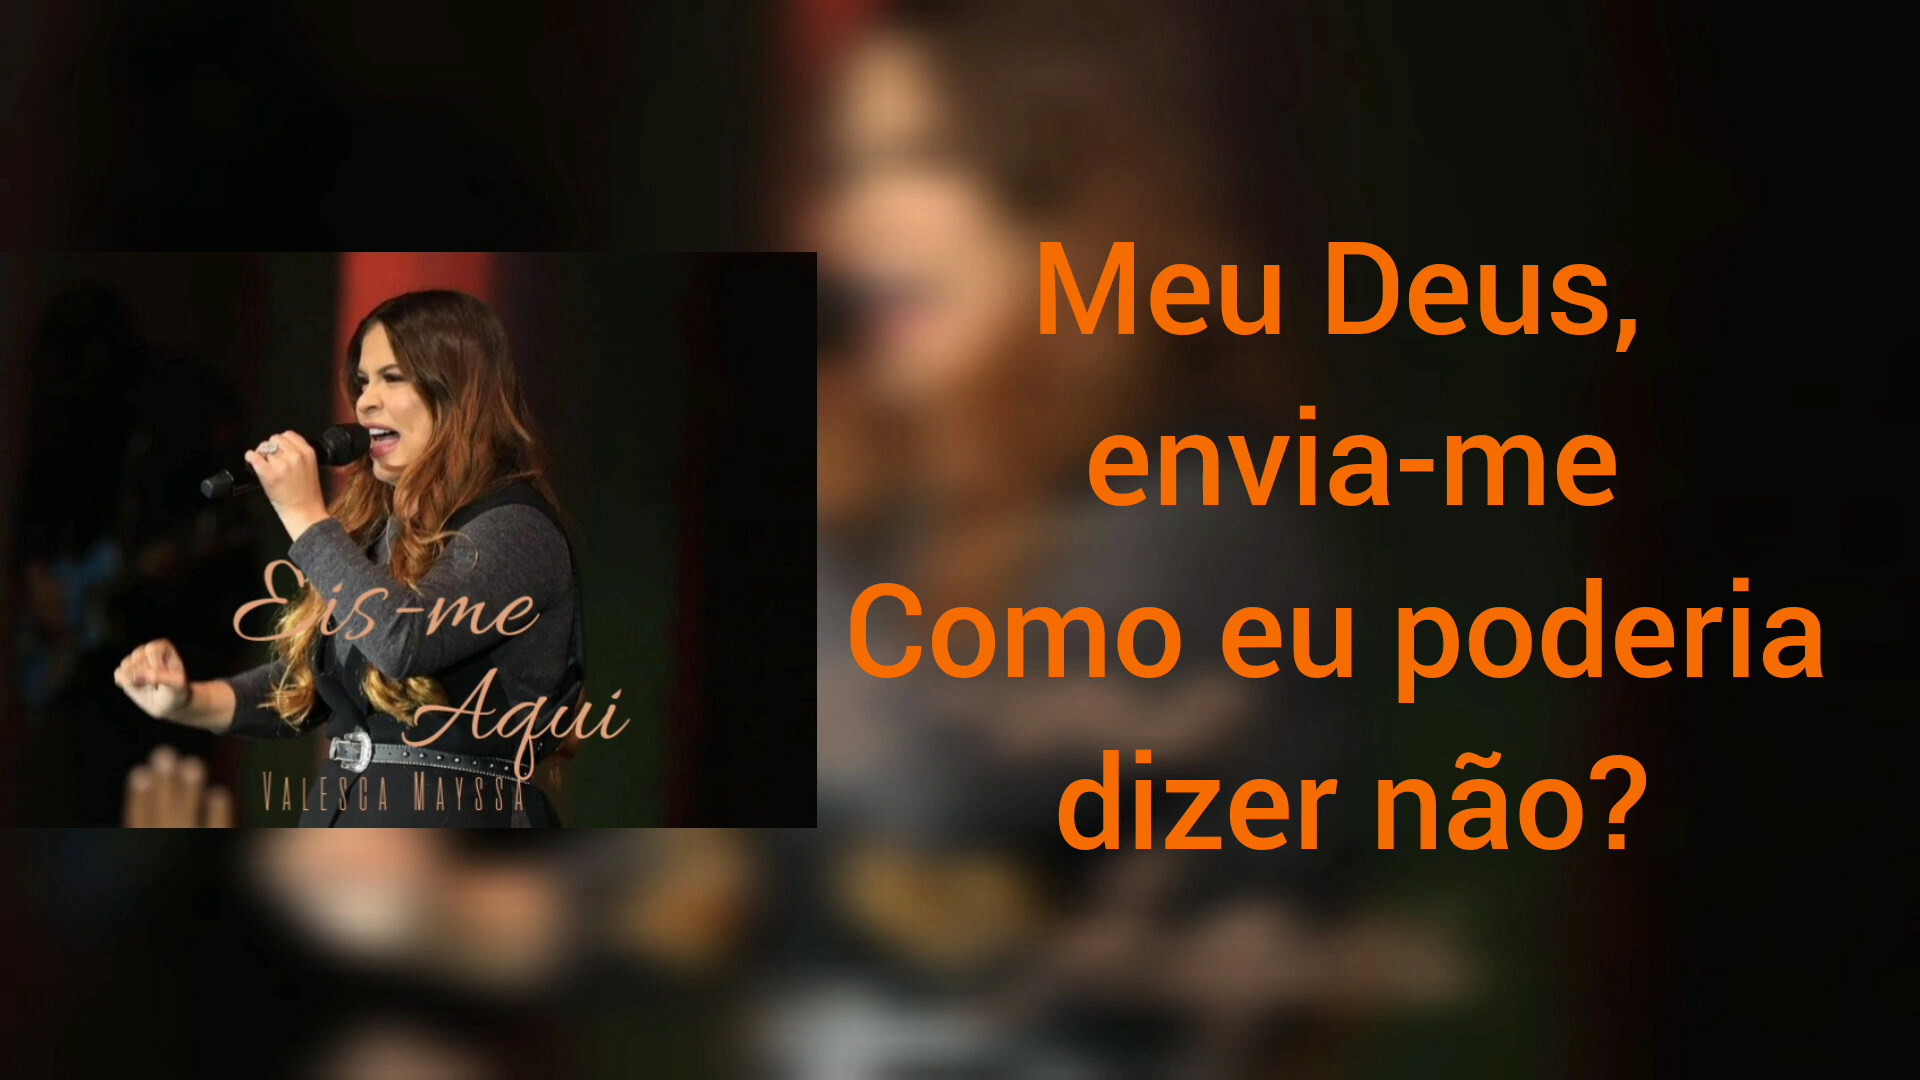 Eis-me
Aqui
VALESCA MAYSSA
Meu Deus,
envia-me
Como eu poderia
dizer não?